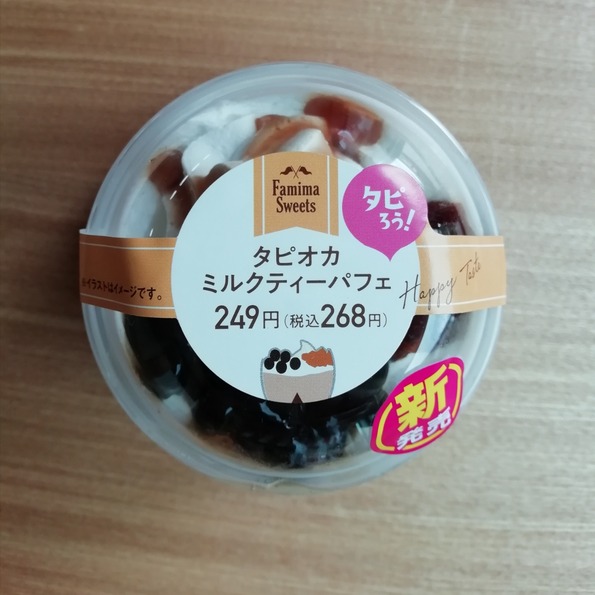 Famima
Sweets
タピ
ろう!
タピオカ
ミルクティーパフェ
249円(税込268円)
※イラストはイメージです。
Happy Taste
新
発売